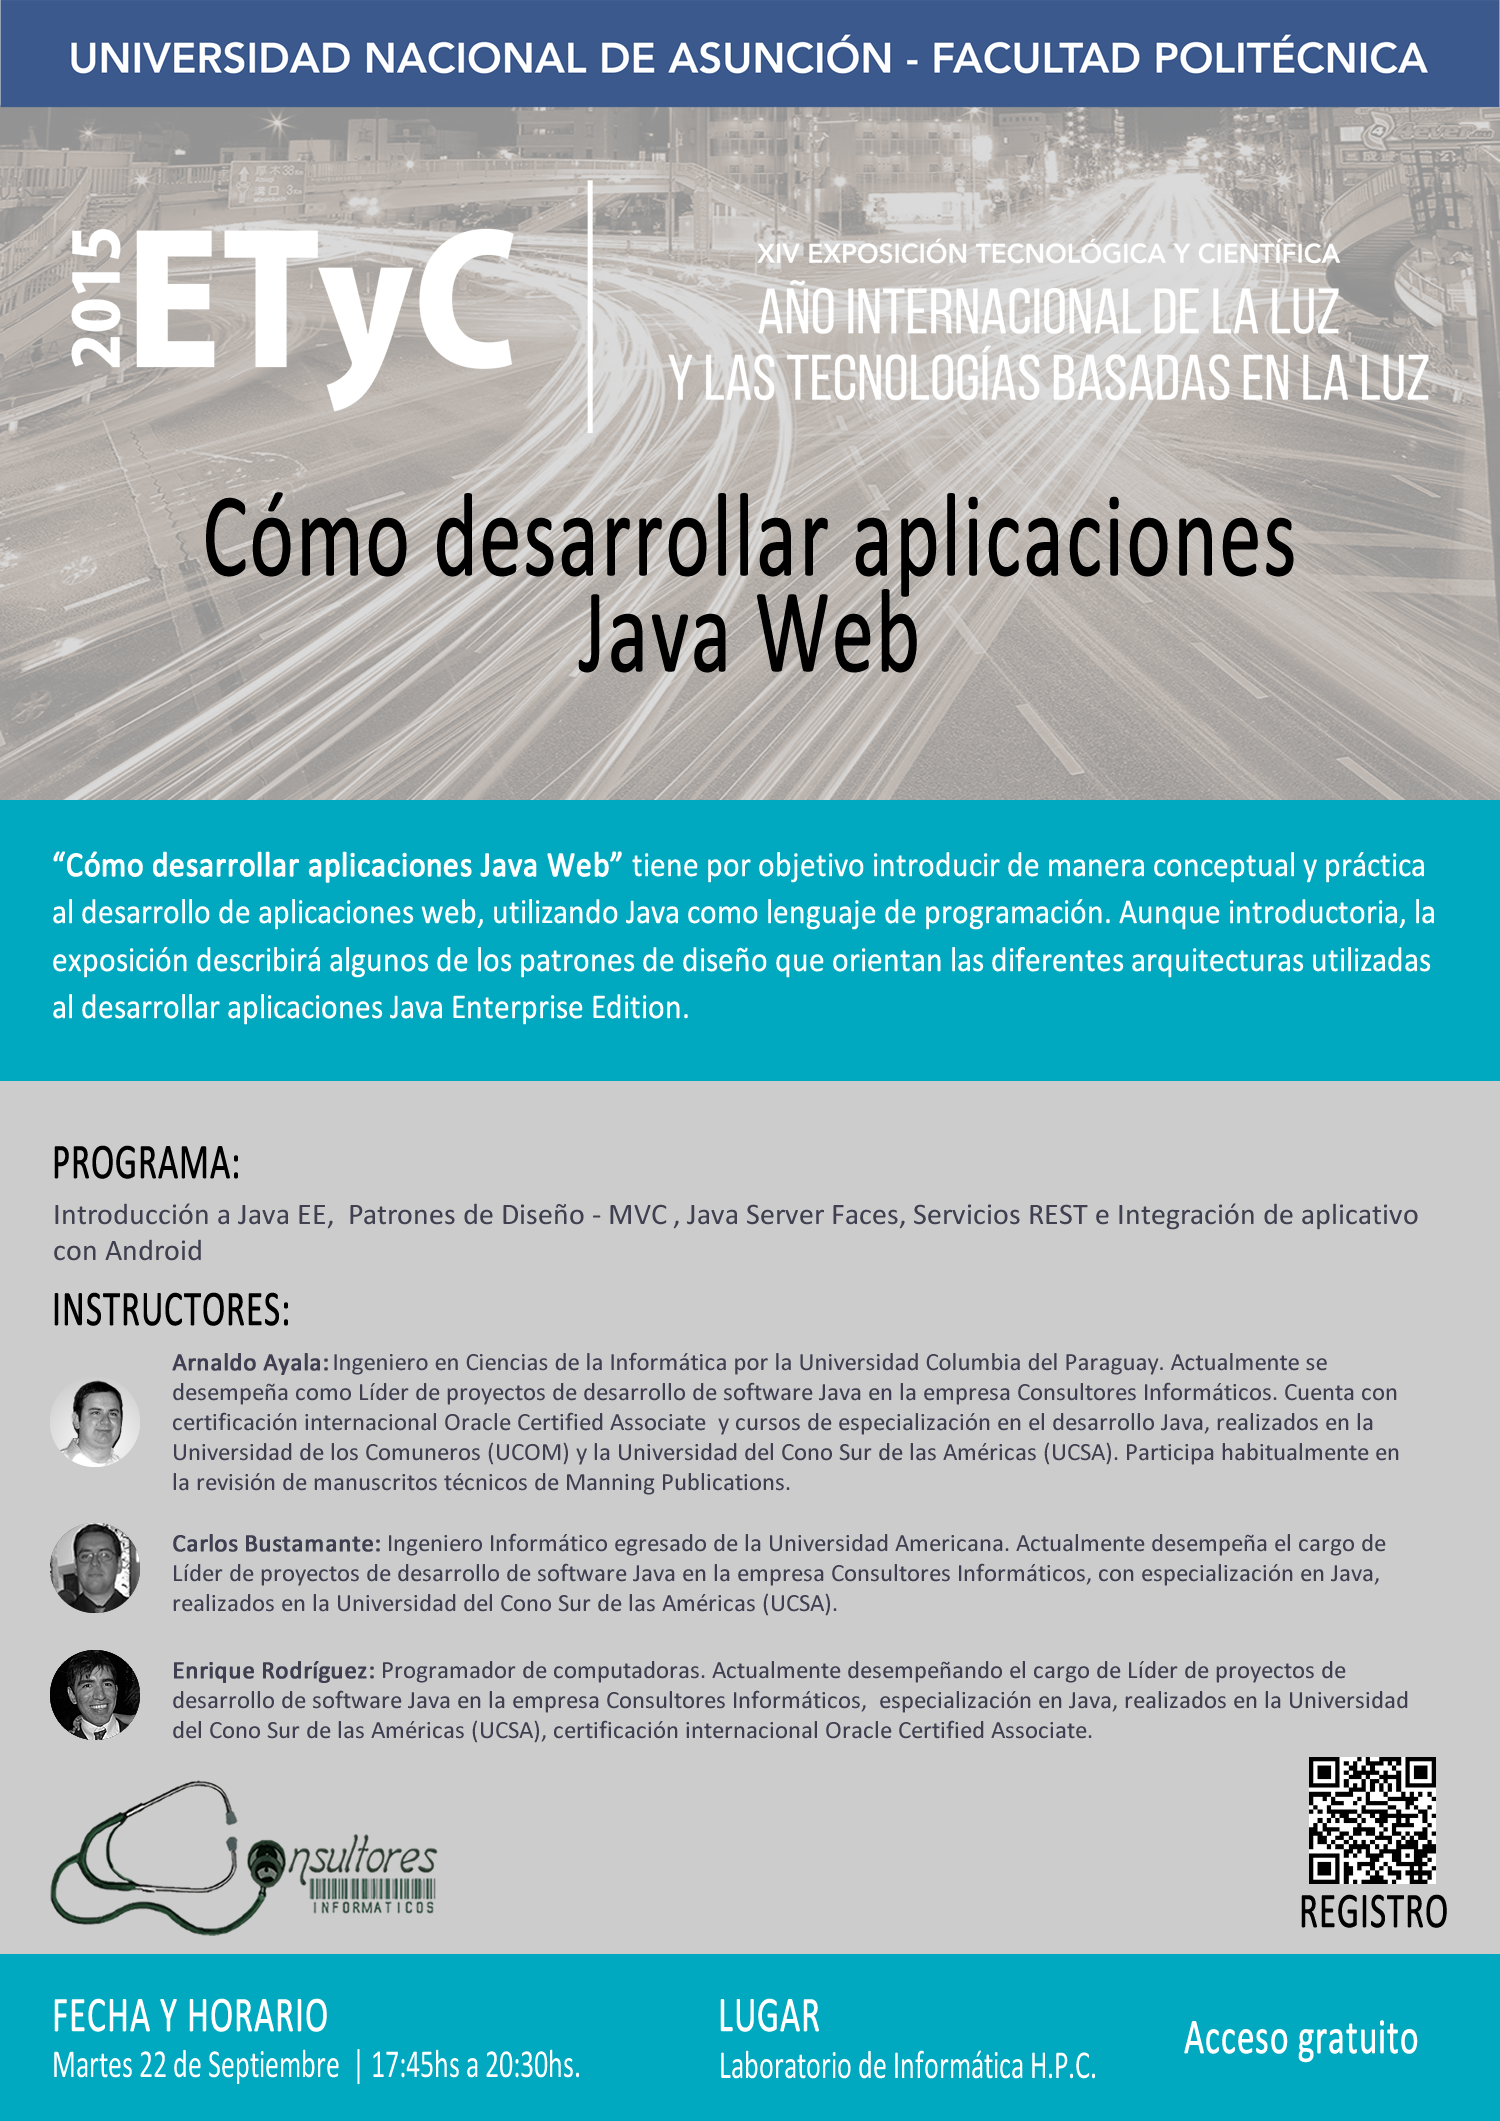 UNIVERSIDAD NACIONAL DE ASUNCIÓN - FACULTAD POLITÉCNICA
2015 ETyC
XIV EXPOSICIÓN TECNOLÓGICA Y CIENTÍFICA
AÑO INTERNACIONAL DE LA LUZ
Y LAS TECNOLOGÍAS BASADAS EN LA LUZ
Cómo desarrollar aplicaciones
Java Web
“Cómo desarrollar aplicaciones Java Web” tiene por objetivo introducir de manera conceptual y práctica
al desarrollo de aplicaciones web, utilizando Java como lenguaje de programación. Aunque introductoria, la
exposición describirá algunos de los patrones de diseño que orientan las diferentes arquitecturas utilizadas
al desarrollar aplicaciones Java Enterprise Edition.
PROGRAMA:
Introducción a Java EE,  Patrones de Diseño - MVC , Java Server Faces, Servicios REST e Integración de aplicativo
con Android
INSTRUCTORES:
Arnaldo Ayala: Ingeniero en Ciencias de la Informática por la Universidad Columbia del Paraguay. Actualmente se
desempeña como Líder de proyectos de desarrollo de software Java en la empresa Consultores Informáticos. Cuenta con
certificación internacional Oracle Certified Associate  y cursos de especialización en el desarrollo Java, realizados en la
Universidad de los Comuneros (UCOM) y la Universidad del Cono Sur de las Américas (UCSA). Participa habitualmente en
la revisión de manuscritos técnicos de Manning Publications.
Carlos Bustamante: Ingeniero Informático egresado de la Universidad Americana. Actualmente desempeña el cargo de
Líder de proyectos de desarrollo de software Java en la empresa Consultores Informáticos, con especialización en Java,
realizados en la Universidad del Cono Sur de las Américas (UCSA).
Enrique Rodríguez: Programador de computadoras. Actualmente desempeñando el cargo de Líder de proyectos de
desarrollo de software Java en la empresa Consultores Informáticos,  especialización en Java, realizados en la Universidad
del Cono Sur de las Américas (UCSA), certificación internacional Oracle Certified Associate.
Consultores
INFORMATICOS
REGISTRO
FECHA Y HORARIO
Martes 22 de Septiembre | 17:45hs a 20:30hs.
LUGAR
Laboratorio de Informática H.P.C.
Acceso gratuito